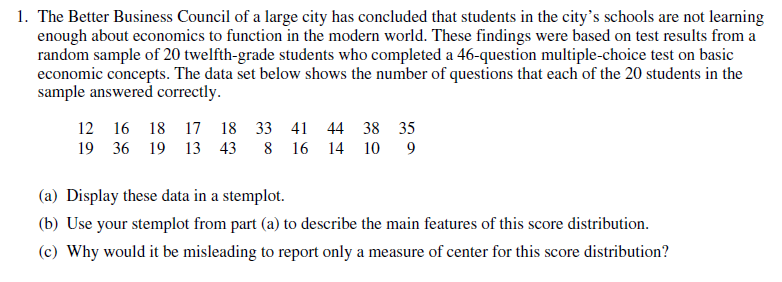 1. The Better Business Council of a large city has concluded that students in the city's schools are not learning
enough about economics to function in the modern world. These findings were based on test results from a
random sample of 20 twelfth-grade students who completed a 46-question multiple-choice test on basic
economic concepts. The data set below shows the number of questions that each of the 20 students in the
sample answered correctly.
12 16 18 17 18 33 41 44 38 35
19 36 19 13 43 8 16 14 10 9
(a) Display these data in a stemplot.
(b) Use your stemplot from part (a) to describe the main features of this score distribution.
(c) Why would it be misleading to report only a measure of center for this score distribution?